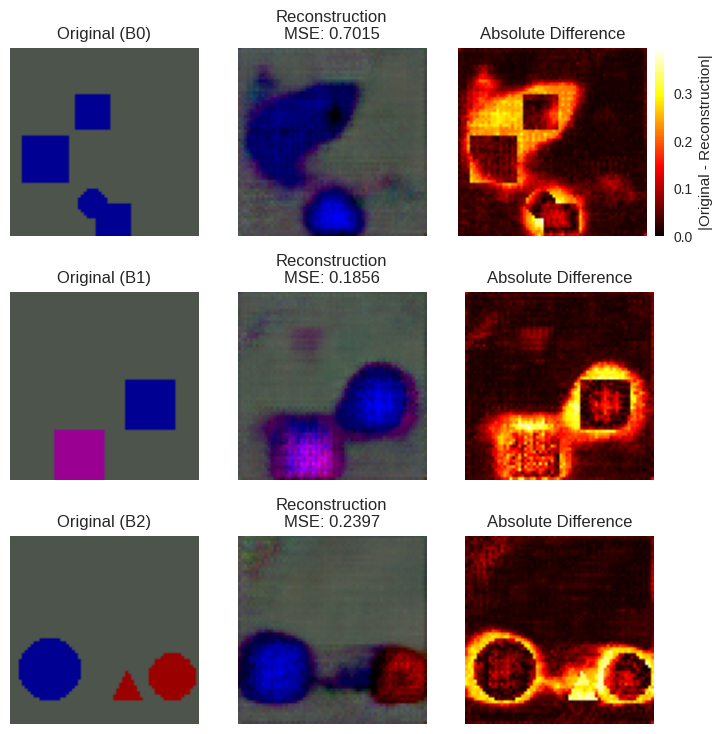 Original (B0)
Reconstruction
MSE: 0.7015
Absolute Difference
0.3
0.2
0.1
0.0
|Original - Reconstruction|
Original (B1)
Reconstruction
MSE: 0.1856
Absolute Difference
Original (B2)
Reconstruction
MSE: 0.2397
Absolute Difference